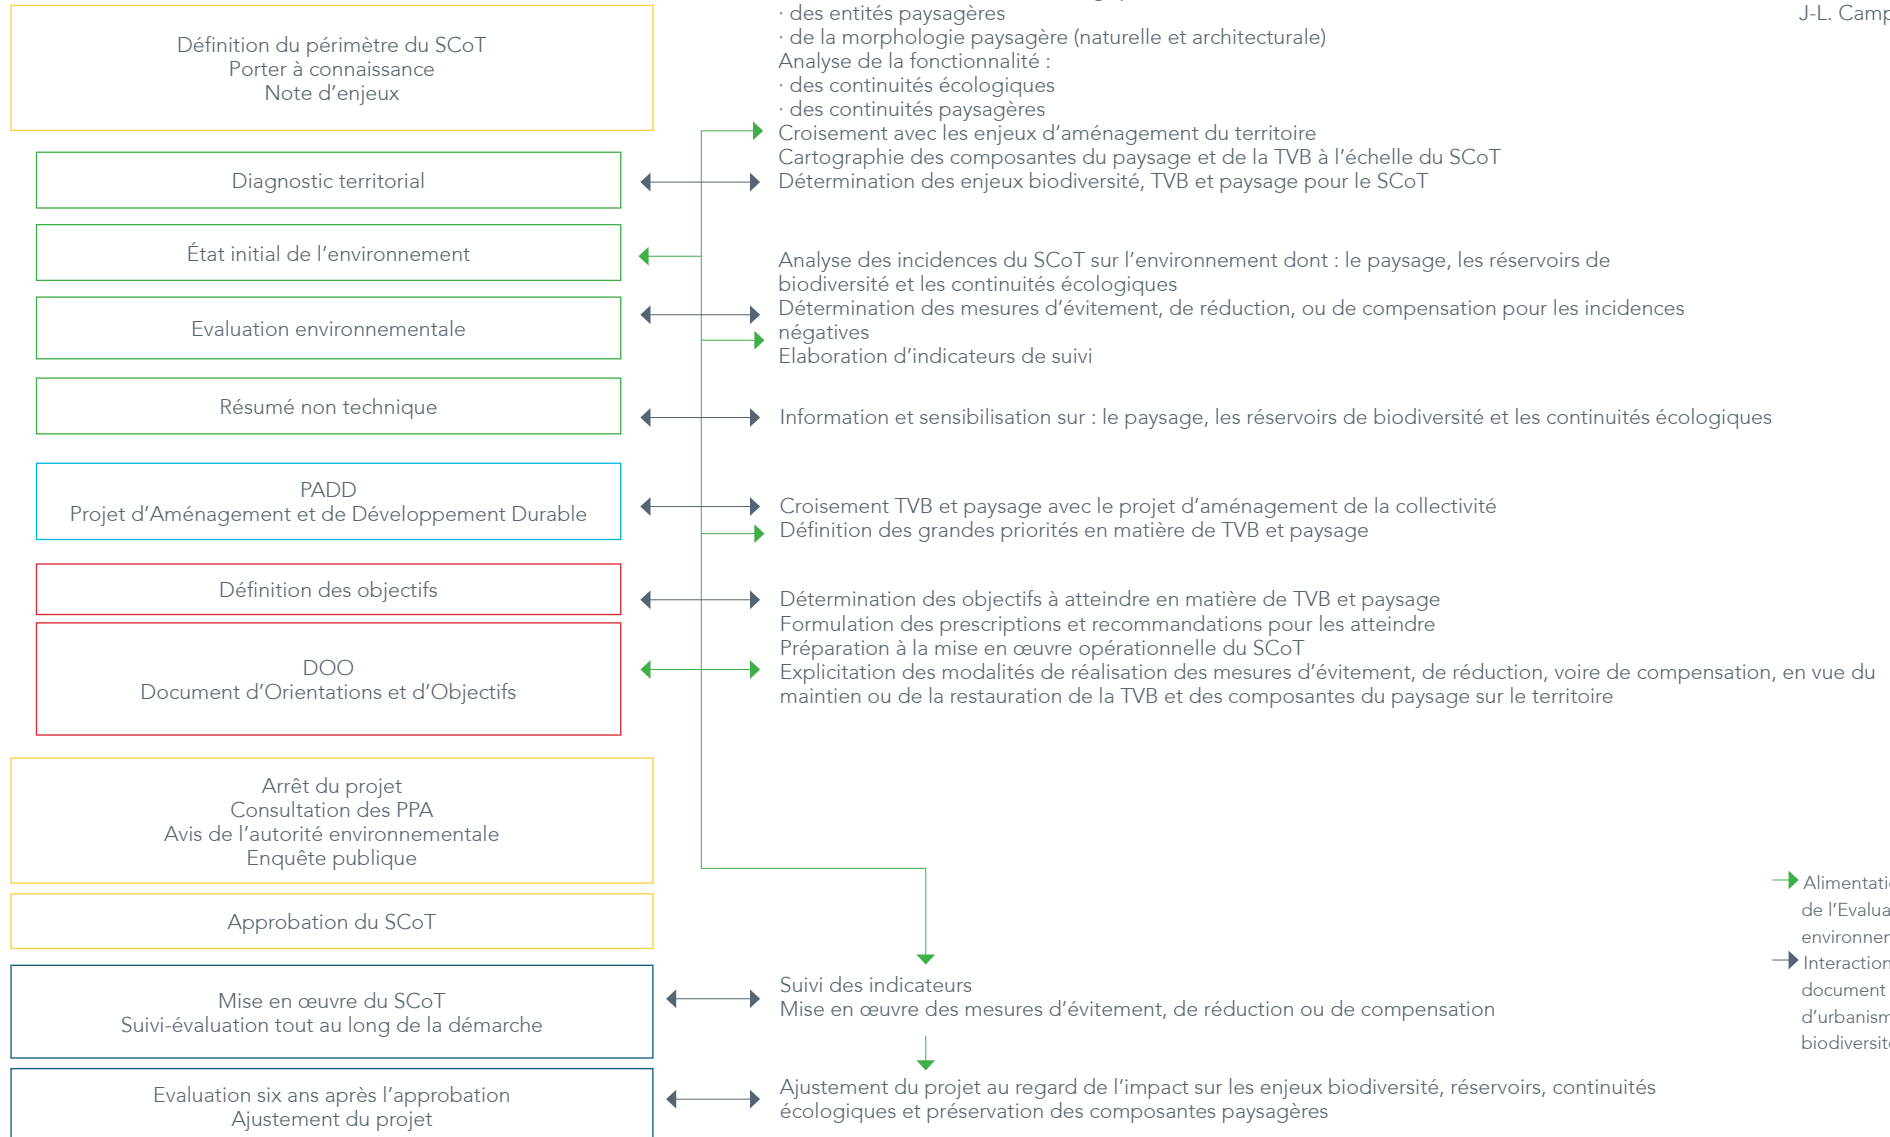 Définition du périmètre du SCoT
Porter à connaissance
Note d'enjeux
Diagnostic territorial
État initial de l'environnement
Evaluation environnementale
Résumé non technique
PADD
Projet d'Aménagement et de Développement Durable
Définition des objectifs
DOO
Document d'Orientations et d'Objectifs
Arrêt du projet
Consultation des PPA
Avis de l'autorité environnementale
Enquête publique
Approbation du SCoT
Mise en œuvre du SCoT
Suivi-évaluation tout au long de la démarche
Evaluation six ans après l'approbation
Ajustement du projet
· des entités paysagères
· de la morphologie paysagère (naturelle et architecturale)
Analyse de la fonctionnalité :
· des continuités écologiques
· des continuités paysagères
Croisement avec les enjeux d'aménagement du territoire
Cartographie des composantes du paysage et de la TVB à l'échelle du SCoT
Détermination des enjeux biodiversité, TVB et paysage pour le SCoT
Analyse des incidences du SCoT sur l'environnement dont : le paysage, les réservoirs de
biodiversité et les continuités écologiques
Détermination des mesures d'évitement, de réduction, ou de compensation pour les incidences
négatives
Elaboration d'indicateurs de suivi
Information et sensibilisation sur : le paysage, les réservoirs de biodiversité et les continuités écologiques
Croisement TVB et paysage avec le projet d'aménagement de la collectivité
Définition des grandes priorités en matière de TVB et paysage
Détermination des objectifs à atteindre en matière de TVB et paysage
Formulation des prescriptions et recommandations pour les atteindre
Préparation à la mise en œuvre opérationnelle du SCoT
Explicitation des modalités de réalisation des mesures d'évitement, de réduction, voire de compensation, en vue du
maintien ou de la restauration de la TVB et des composantes du paysage sur le territoire
Suivi des indicateurs
Mise en œuvre des mesures d'évitement, de réduction ou de compensation
Ajustement du projet au regard de l'impact sur les enjeux biodiversité, réservoirs, continuités
écologiques et préservation des composantes paysagères
J-L. Camp
Alimentati
de l'Evalua
environner
Interaction
document
d'urbanism
biodiversité